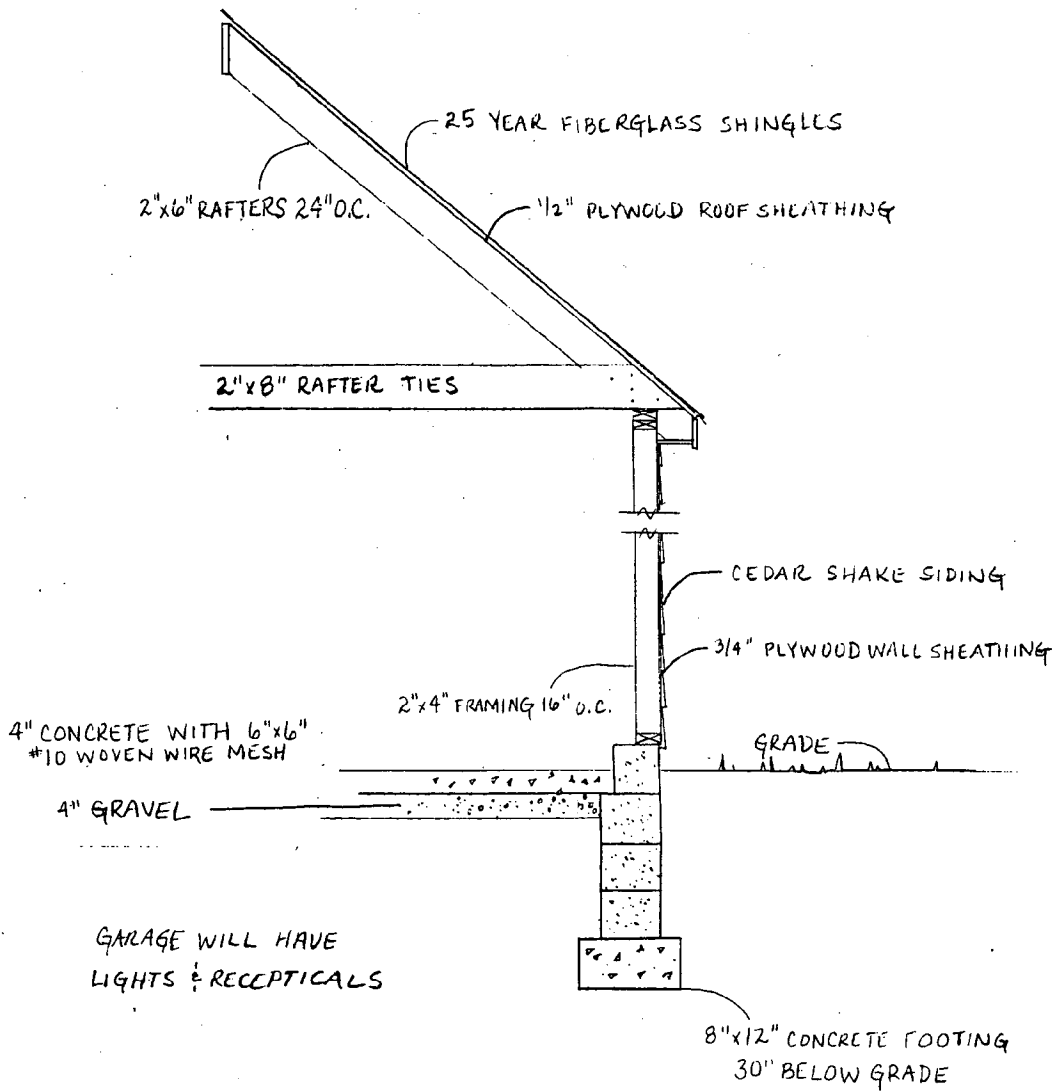 25 YEAR FIBERGLASS SHINGLES
2"x6" RAFTERS 24" O.C.
1/2" PLYWOOD ROOF SHEATHING
2"x8" RAFTER TIES
CEDAR SHAKE SIDING
3/4" PLYWOOD WALL SHEATHING
2"x4" FRAMING 16" O.C.
4" CONCRETE WITH 6"x6"
#10 WOVEN WIRE MESH
GRADE
4" GRAVEL
GARAGE WILL HAVE
LIGHTS & RECEPTICALS
8"x12" CONCRETE FOOTING
30" BELOW GRADE